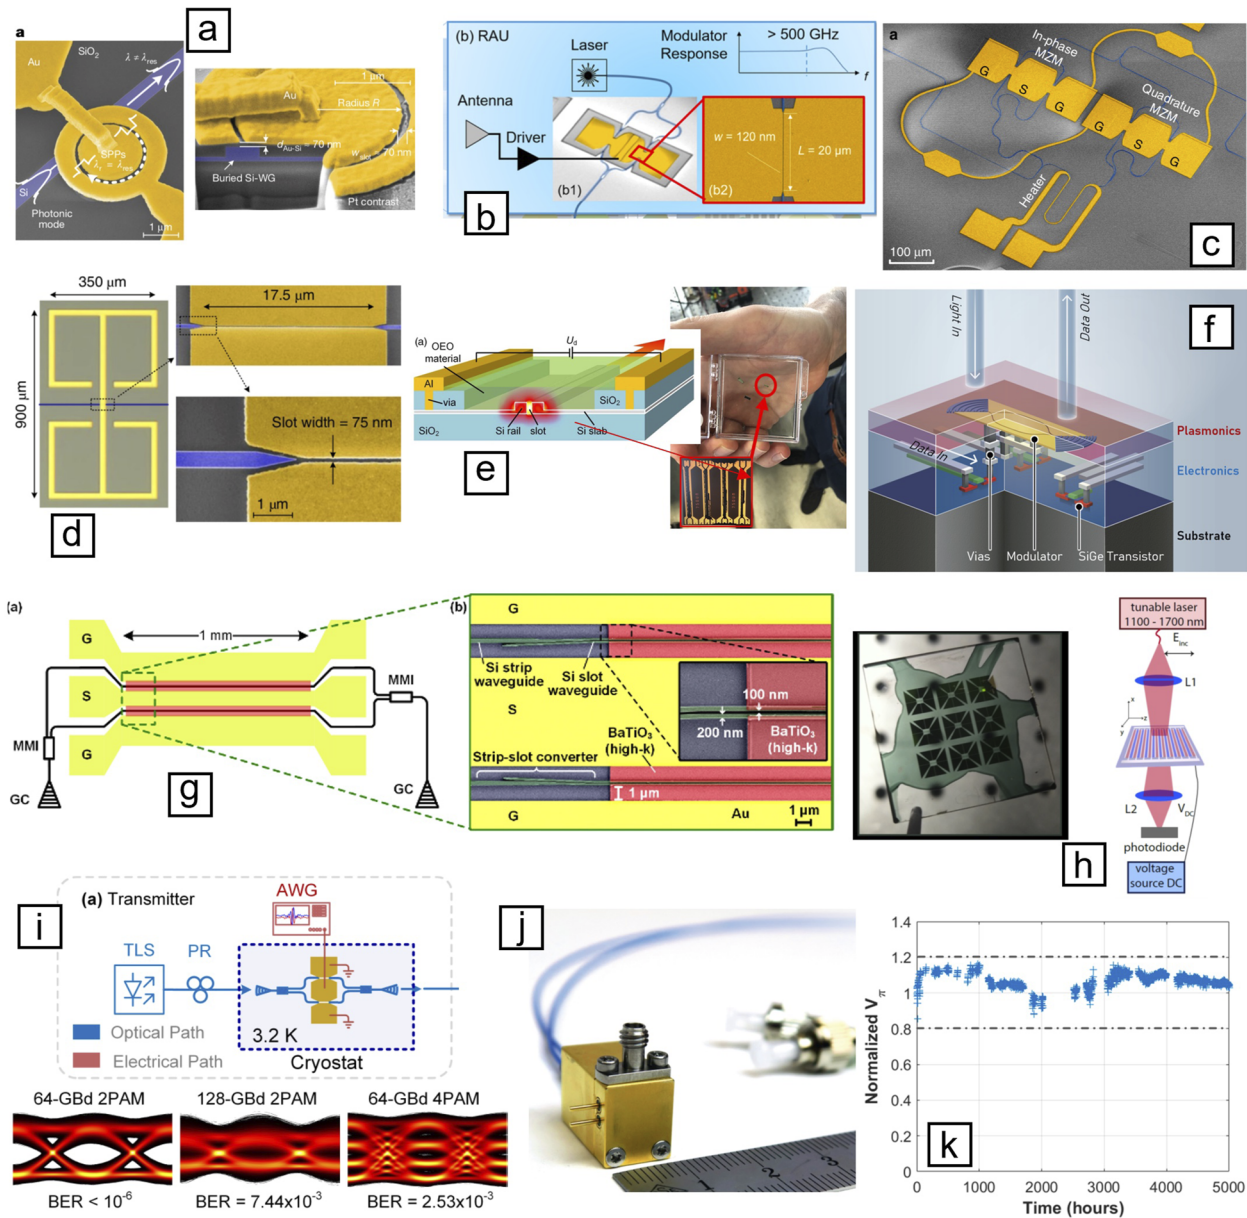 a
a
Au
SiO2
λ ≠ λres
SPPs
λr = λres
Si
Photonic
mode
1 μm
1 μm
Au
Radius R
dAu-Si = 70 nm
wslot = 70 nm
Buried Si-WG
Pt contrast
(b) RAU
Laser
Modulator
Response
> 500 GHz
f
Antenna
Driver
w = 120 nm
L = 20 μm
(b1)
(b2)
b
a
In-phase
MZM
Quadrature
MZM
G
S
G
G
S
G
Heater
100 μm
c
350 μm
900 μm
17.5 μm
Slot width = 75 nm
1 μm
d
(a)
OEO
material
Ud
Al
via
SiO2
SiO2
Si rail
slot
Si slab
e
Light In
Data Out
f
Data In
Plasmonics
Electronics
Substrate
Vias
Modulator
SiGe Transistor
(a)
G
1 mm
S
MMI
MMI
G
GC
GC
g
(b)
G
Si strip
waveguide
Si slot
waveguide
S
100 nm
200 nm
BaTiO3
(high-k)
BaTiO3
(high-k)
Strip-slot converter
1 μm
G
Au
1 μm
tunable laser
1100 - 1700 nm
Einc
L1
x
y
z
L2
VDC
photodiode
voltage
source DC
h
i
(a) Transmitter
AWG
TLS
PR
3.2 K
Cryostat
Optical Path
Electrical Path
64-GBd 2PAM
128-GBd 2PAM
64-GBd 4PAM
BER < 10-6
BER = 7.44x10-3
BER = 2.53x10-3
j
1
2
3
1.4
1.2
1
0.8
0.6
0.4
0.2
0
Normalized Vπ
k
0
1000
2000
3000
4000
5000
Time (hours)